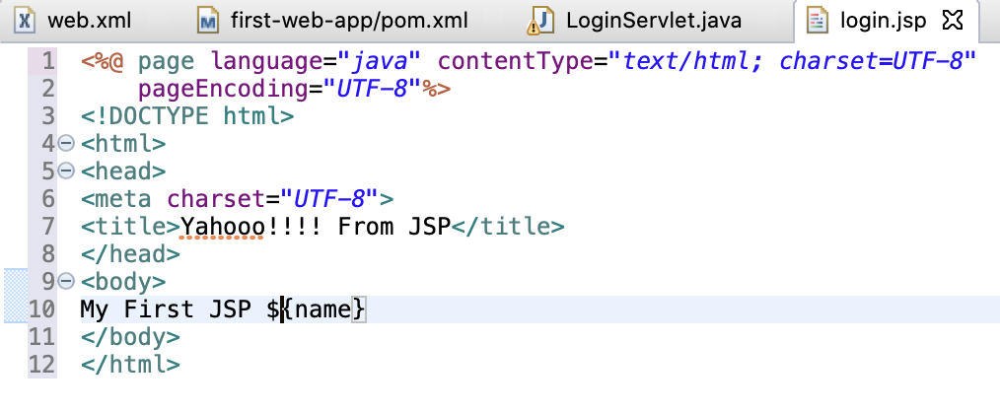 web.xml first-web-app/pom.xml LoginServlet.java login.jsp
1 <%@ page language="java" contentType="text/html; charset=UTF-8"
2     pageEncoding="UTF-8"%>
3 <!DOCTYPE html>
4 <html>
5 <head>
6 <meta charset="UTF-8">
7 <title>Yahooo!!!! From JSP</title>
8 </head>
9 <body>
10 My First JSP ${name}
11 </body>
12 </html>